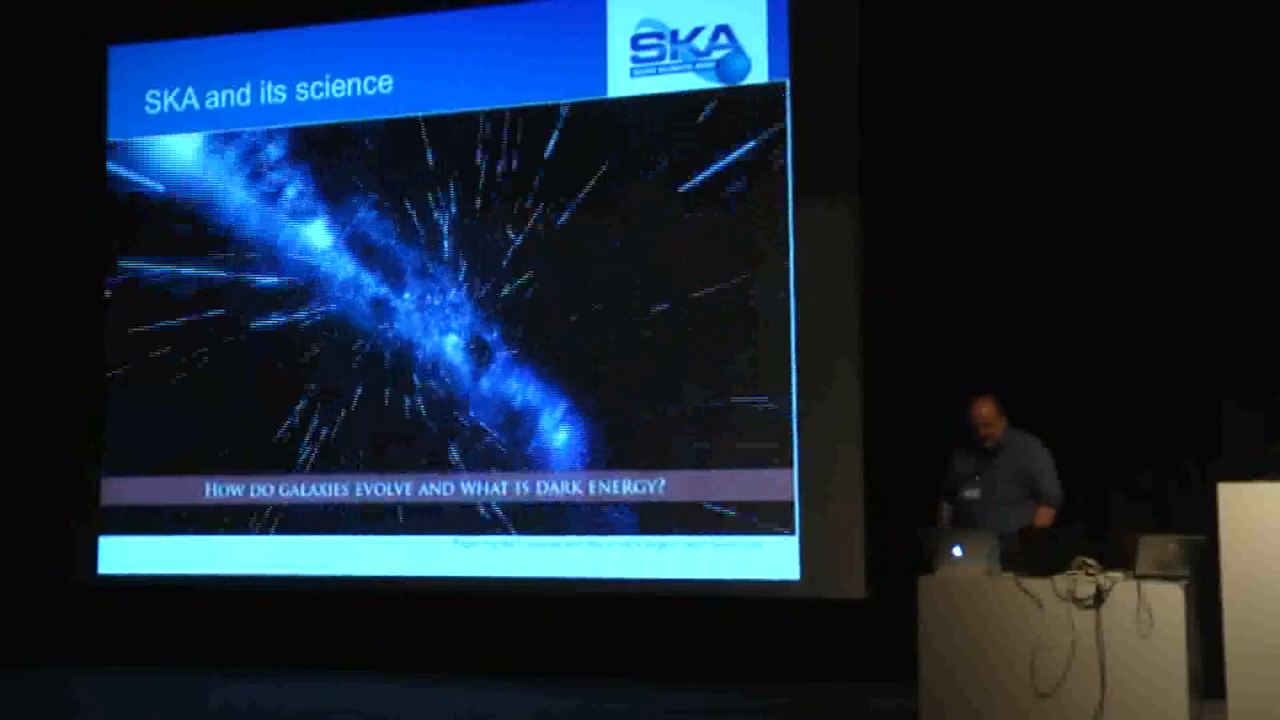 SKA and its science
SKA
HOW DO GALAXIES EVOLVE AND WHAT IS DARK ENERGY?